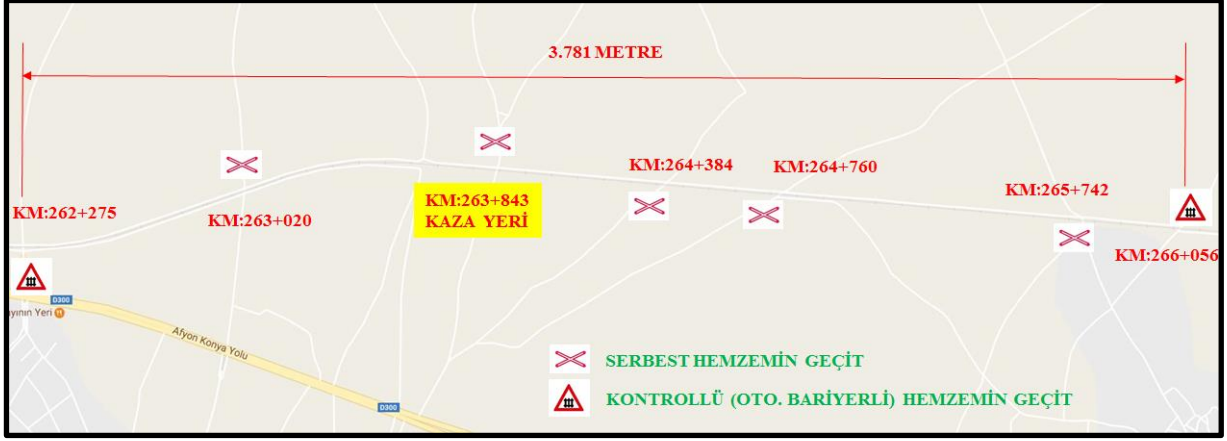 3.781 METRE
KM:264+384
KM:264+760
KM:265+742
KM:262+275
KM:263+020
KM:263+843
KAZA YERİ
KM:266+056
D300
yının Yeri
Afyon Konya Yolu
D300
SERBEST HEMZEMİN GEÇİT
KONTROLLÜ (OTO. BARİYERLİ) HEMZEMİN GEÇİT